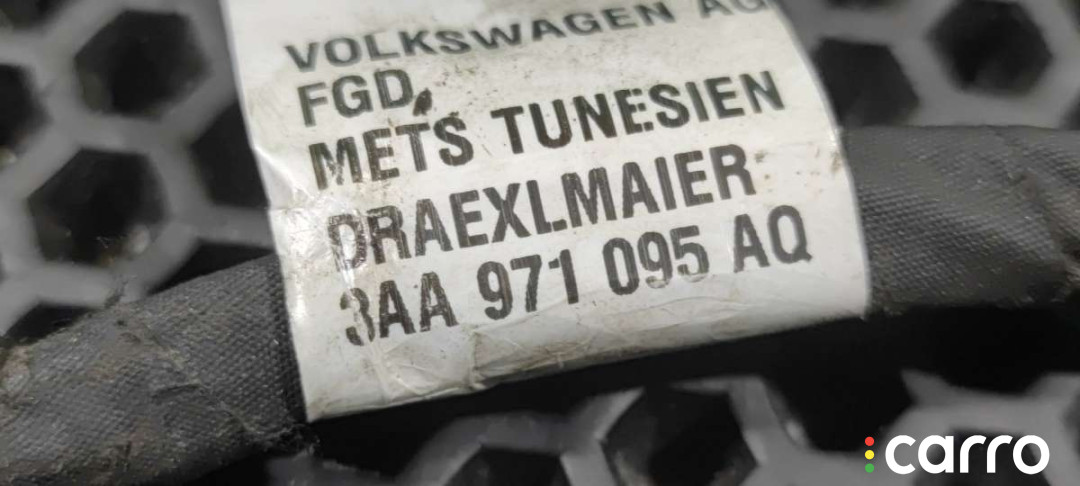 VOLKSWAGEN AG
FGD
METS TUNESIEN
DRAEXLMAIER
3AA 971 095 AQ
carro